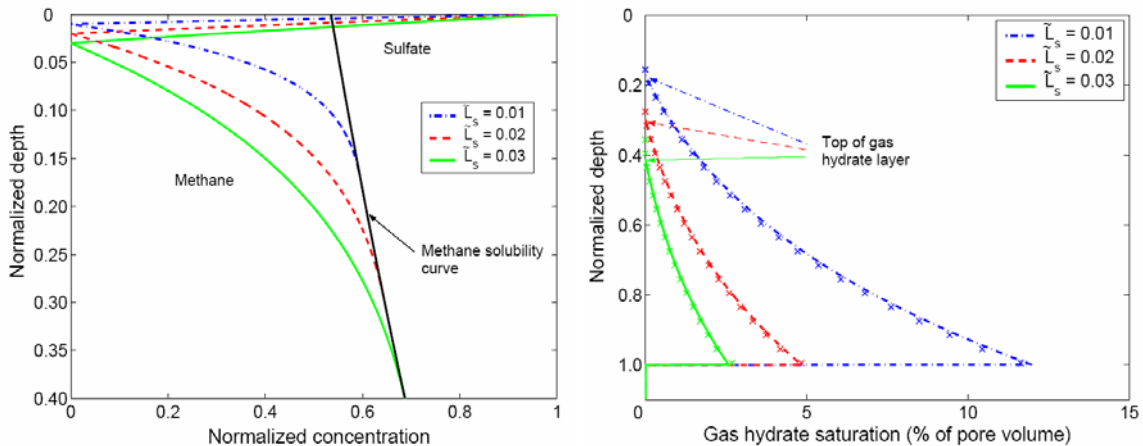 0
0.05
0.10
0.15
0.20
0.25
0.30
0.35
0.40
Normalized depth
0
0.2
0.4
0.6
0.8
1
Normalized concentration
Sulfate
L̃s = 0.01
L̃s = 0.02
L̃s = 0.03
Methane
Methane solubility
curve
0
0.2
0.4
0.6
0.8
1.0
Normalized depth
0
5
10
15
Gas hydrate saturation (% of pore volume)
L̃s = 0.01
L̃s = 0.02
L̃s = 0.03
Top of gas
hydrate layer